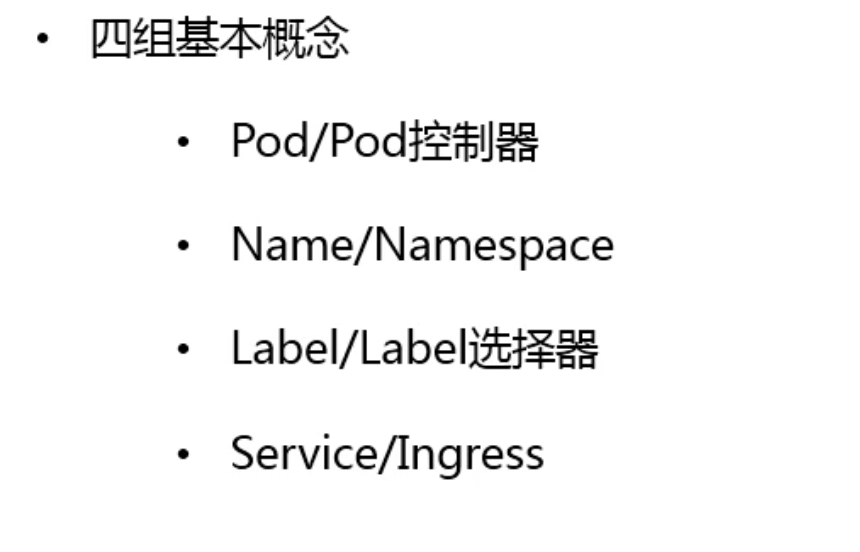 • 四组基本概念
• Pod/Pod控制器
• Name/Namespace
• Label/Label选择器
• Service/Ingress